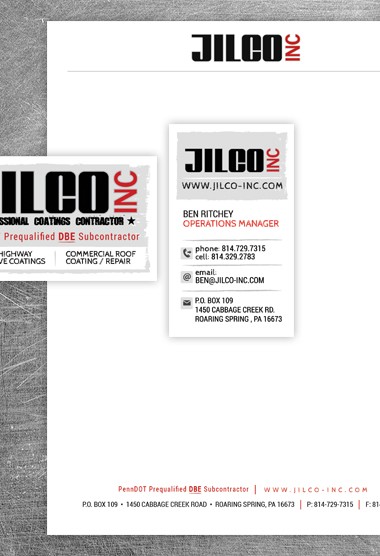 JILCO INC
JILCO INC
WWW.JILCO-INC.COM
BEN RITCHEY
OPERATIONS MANAGER
phone: 814.729.7315
cell: 814.329.2783
email:
BEN@JILCO-INC.COM
P.O. BOX 109
1450 CABBAGE CREEK RD.
ROARING SPRING , PA 16673
ILCO INC
SSIONAL COATINGS CONTRACTOR ★
Prequalified DBE Subcontractor
HIGHWAY
VE COATINGS
COMMERCIAL ROOF
COATING / REPAIR
PennDOT Prequalified DBE Subcontractor | WWW.JILCO-INC.COM
P.O. BOX 109 • 1450 CABBAGE CREEK ROAD • ROARING SPRING, PA 16673 | P: 814-729-7315 | F: 81